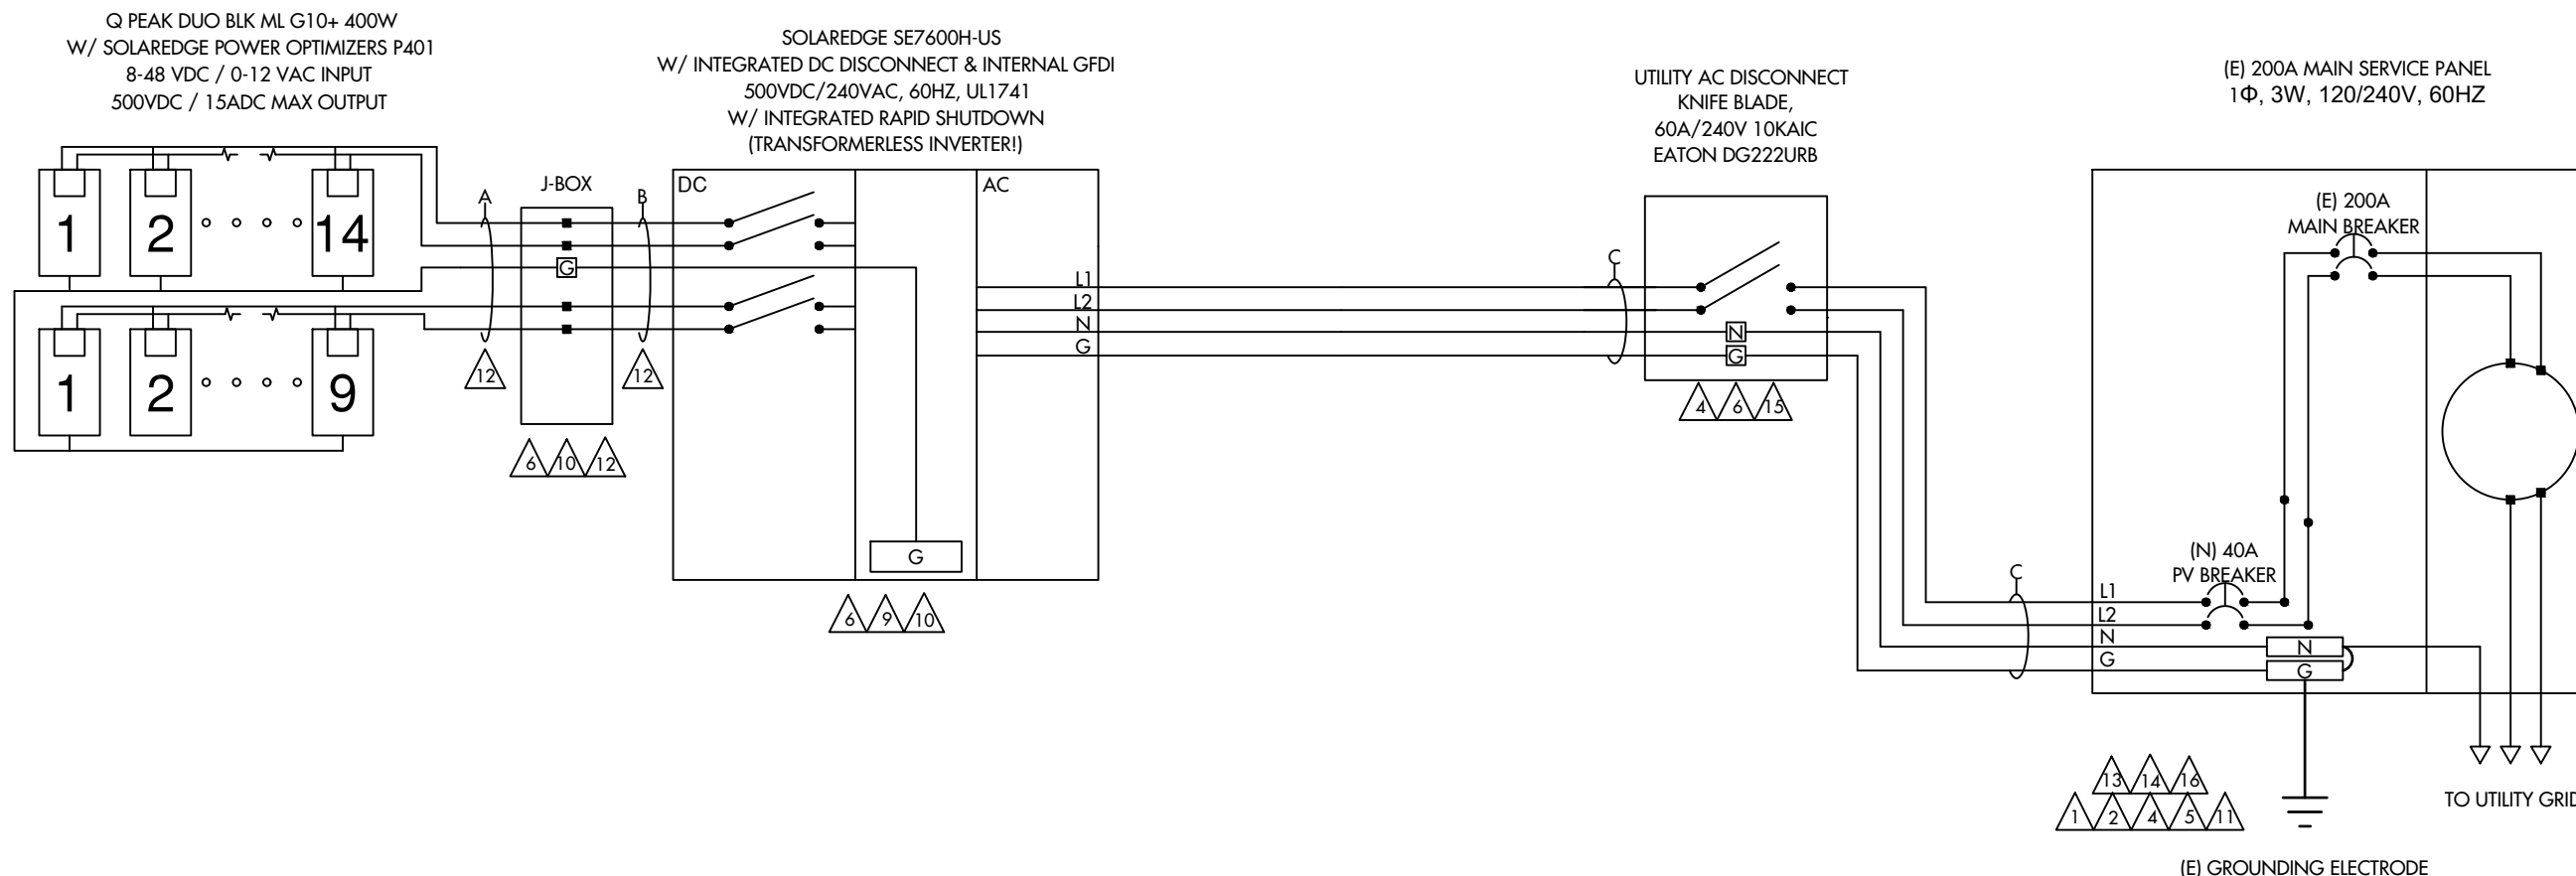 Q PEAK DUO BLK ML G10+ 400W
W/ SOLAREDGE POWER OPTIMIZERS P401
8-48 VDC / 0-12 VAC INPUT
500VDC / 15ADC MAX OUTPUT
SOLAREDGE SE7600H-US
W/ INTEGRATED DC DISCONNECT & INTERNAL GFDI
500VDC/240VAC, 60HZ, UL1741
W/ INTEGRATED RAPID SHUTDOWN
(TRANSFORMERLESS INVERTER!)
UTILITY AC DISCONNECT
KNIFE BLADE,
60A/240V 10KAIC
EATON DG222URB
(E) 200A MAIN SERVICE PANEL
1Φ, 3W, 120/240V, 60HZ
1 2 14
1 2 9
A
J-BOX
B
G
12
12
6 10 12
DC
AC
L1
L2
N
G
G
6 9 10
C
N
G
4 6 15
(E) 200A
MAIN BREAKER
(N) 40A
PV BREAKER
C
L1
L2
N
G
N
G
13 14 16
1 2 4 5 11
TO UTILITY GRID
(E) GROUNDING ELECTRODE